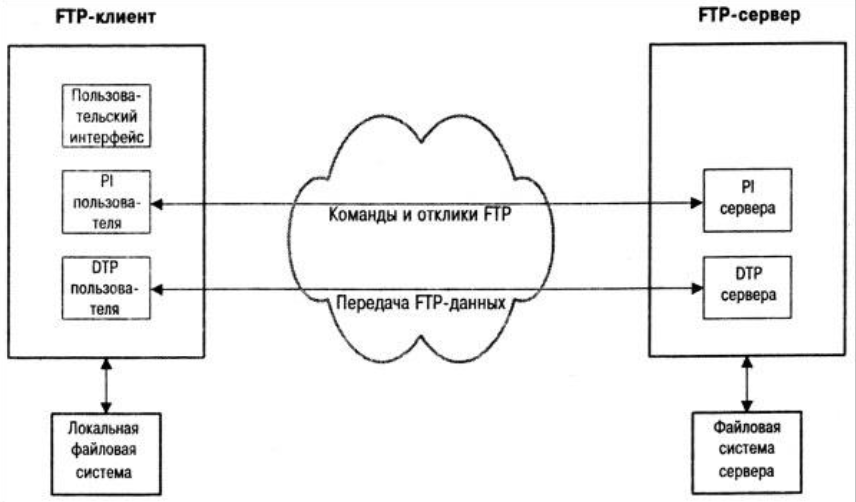 FTP-клиент
FTP-сервер
Пользова-
тельский
интерфейс
PI
пользова-
теля
Команды и отклики FTP
PI
сервера
DTP
пользова-
теля
Передача FTP-данных
DTP
сервера
Локальная
файловая
система
Файловая
система
сервера